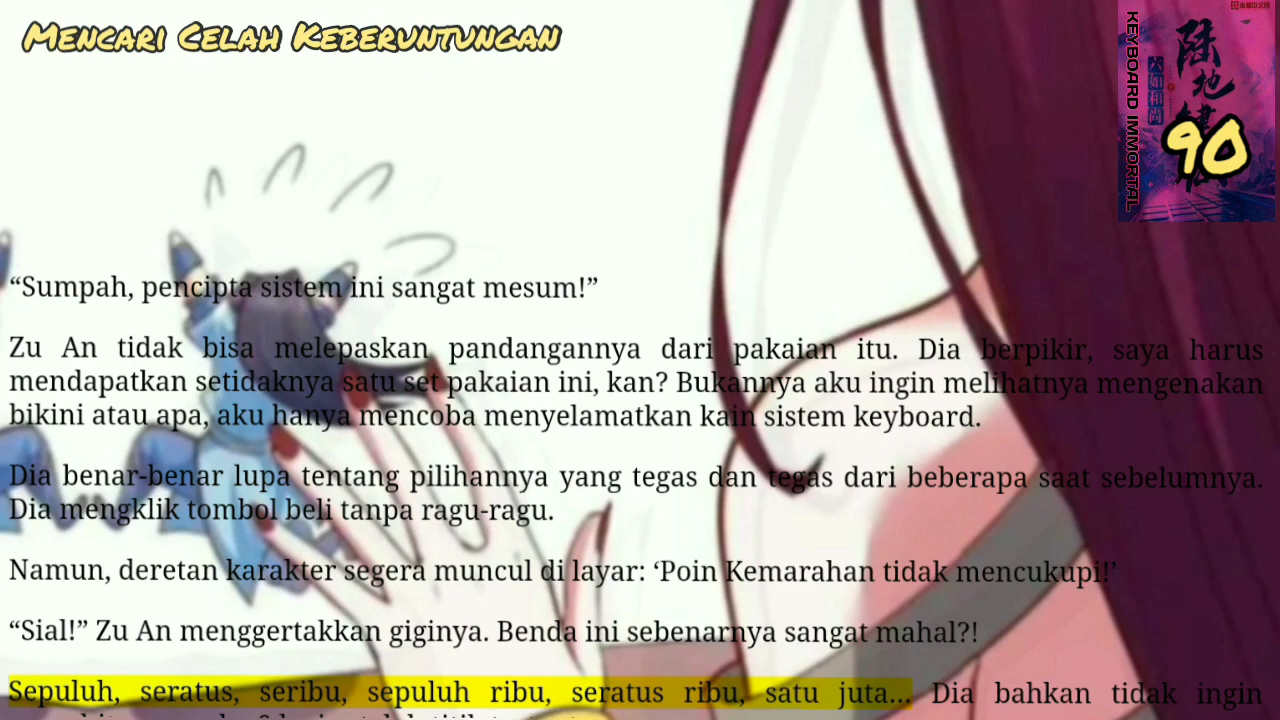 Mencari Celah Keberuntungan
KEYBOARD IMMORTAL
90
“Sumpah, pencipta sistem ini sangat mesum!”
Zu An tidak bisa melepaskan pandangannya dari pakaian itu. Dia berpikir, saya harus
mendapatkan setidaknya satu set pakaian ini, kan? Bukannya aku ingin melihatnya mengenakan
bikini atau apa, aku hanya mencoba menyelamatkan kain sistem keyboard.
Dia benar-benar lupa tentang pilihannya yang tegas dan tegas dari beberapa saat sebelumnya.
Dia mengklik tombol beli tanpa ragu-ragu.
Namun, deretan karakter segera muncul di layar: ‘Poin Kemarahan tidak mencukupi!’
“Sial!” Zu An menggertakkan giginya. Benda ini sebenarnya sangat mahal?!
Sepuluh, seratus, seribu, sepuluh ribu, seratus ribu, satu juta... Dia bahkan tidak ingin